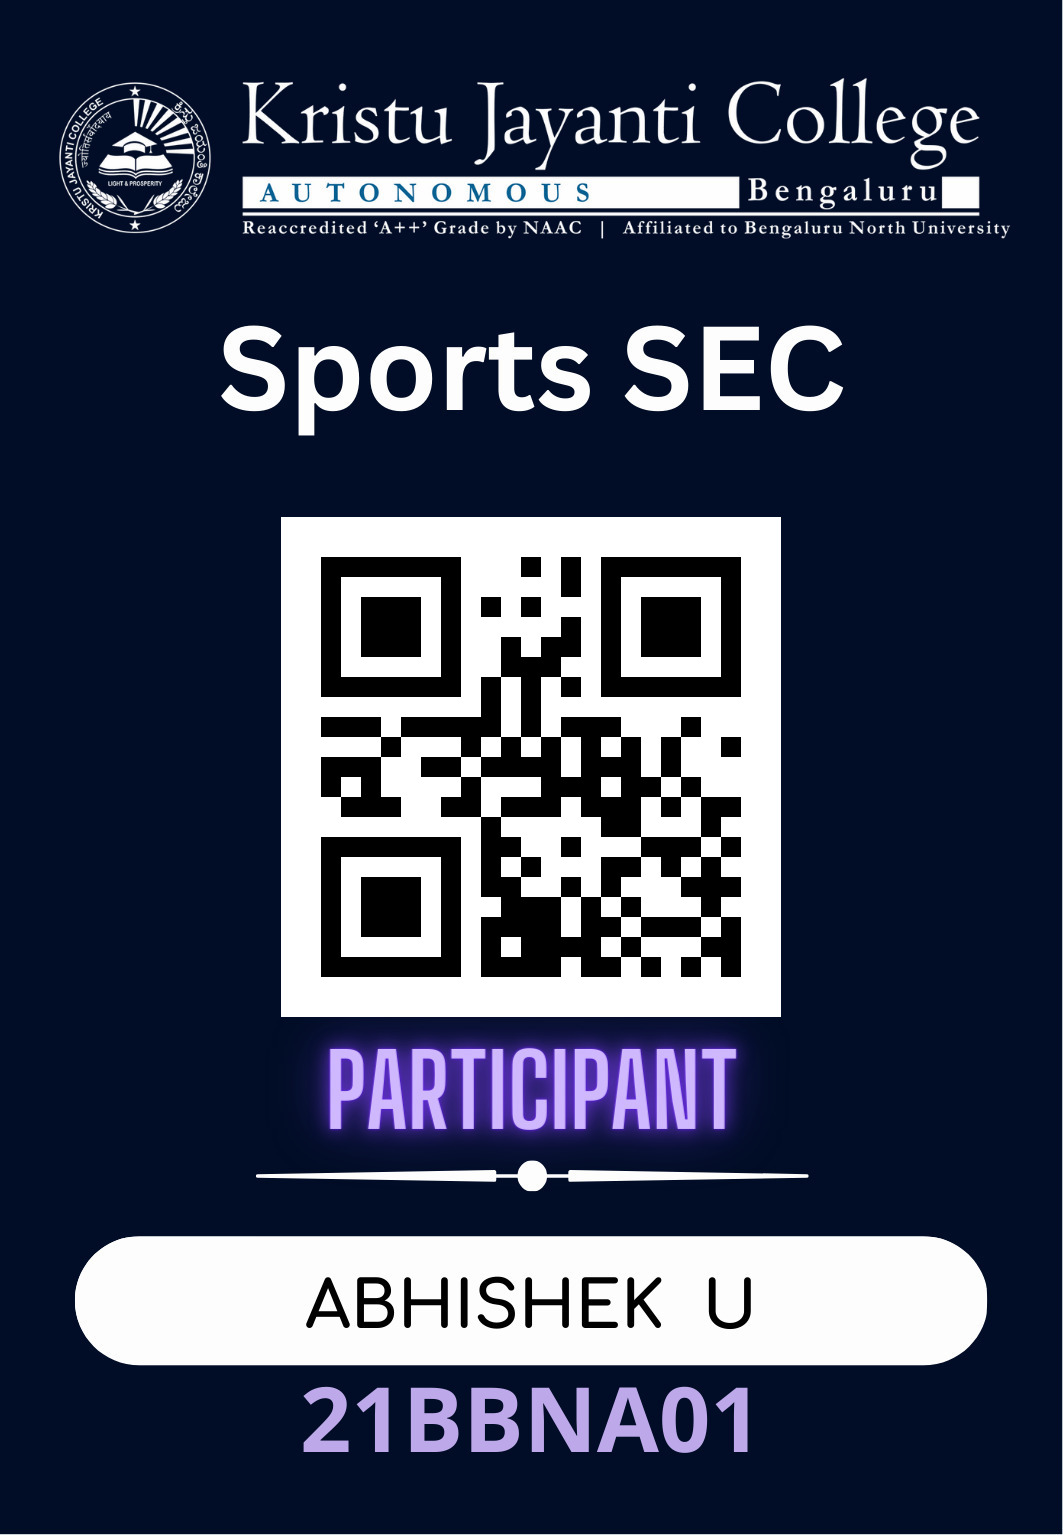 Kristu Jayanti College
AUTONOMOUS Bengaluru
Reaccredited ‘A++’ Grade by NAAC | Affiliated to Bengaluru North University
KRISTU JAYANTI COLLEGE
LIGHT & PROSPERITY
Sports SEC
PARTICIPANT
ABHISHEK U
21BBNA01